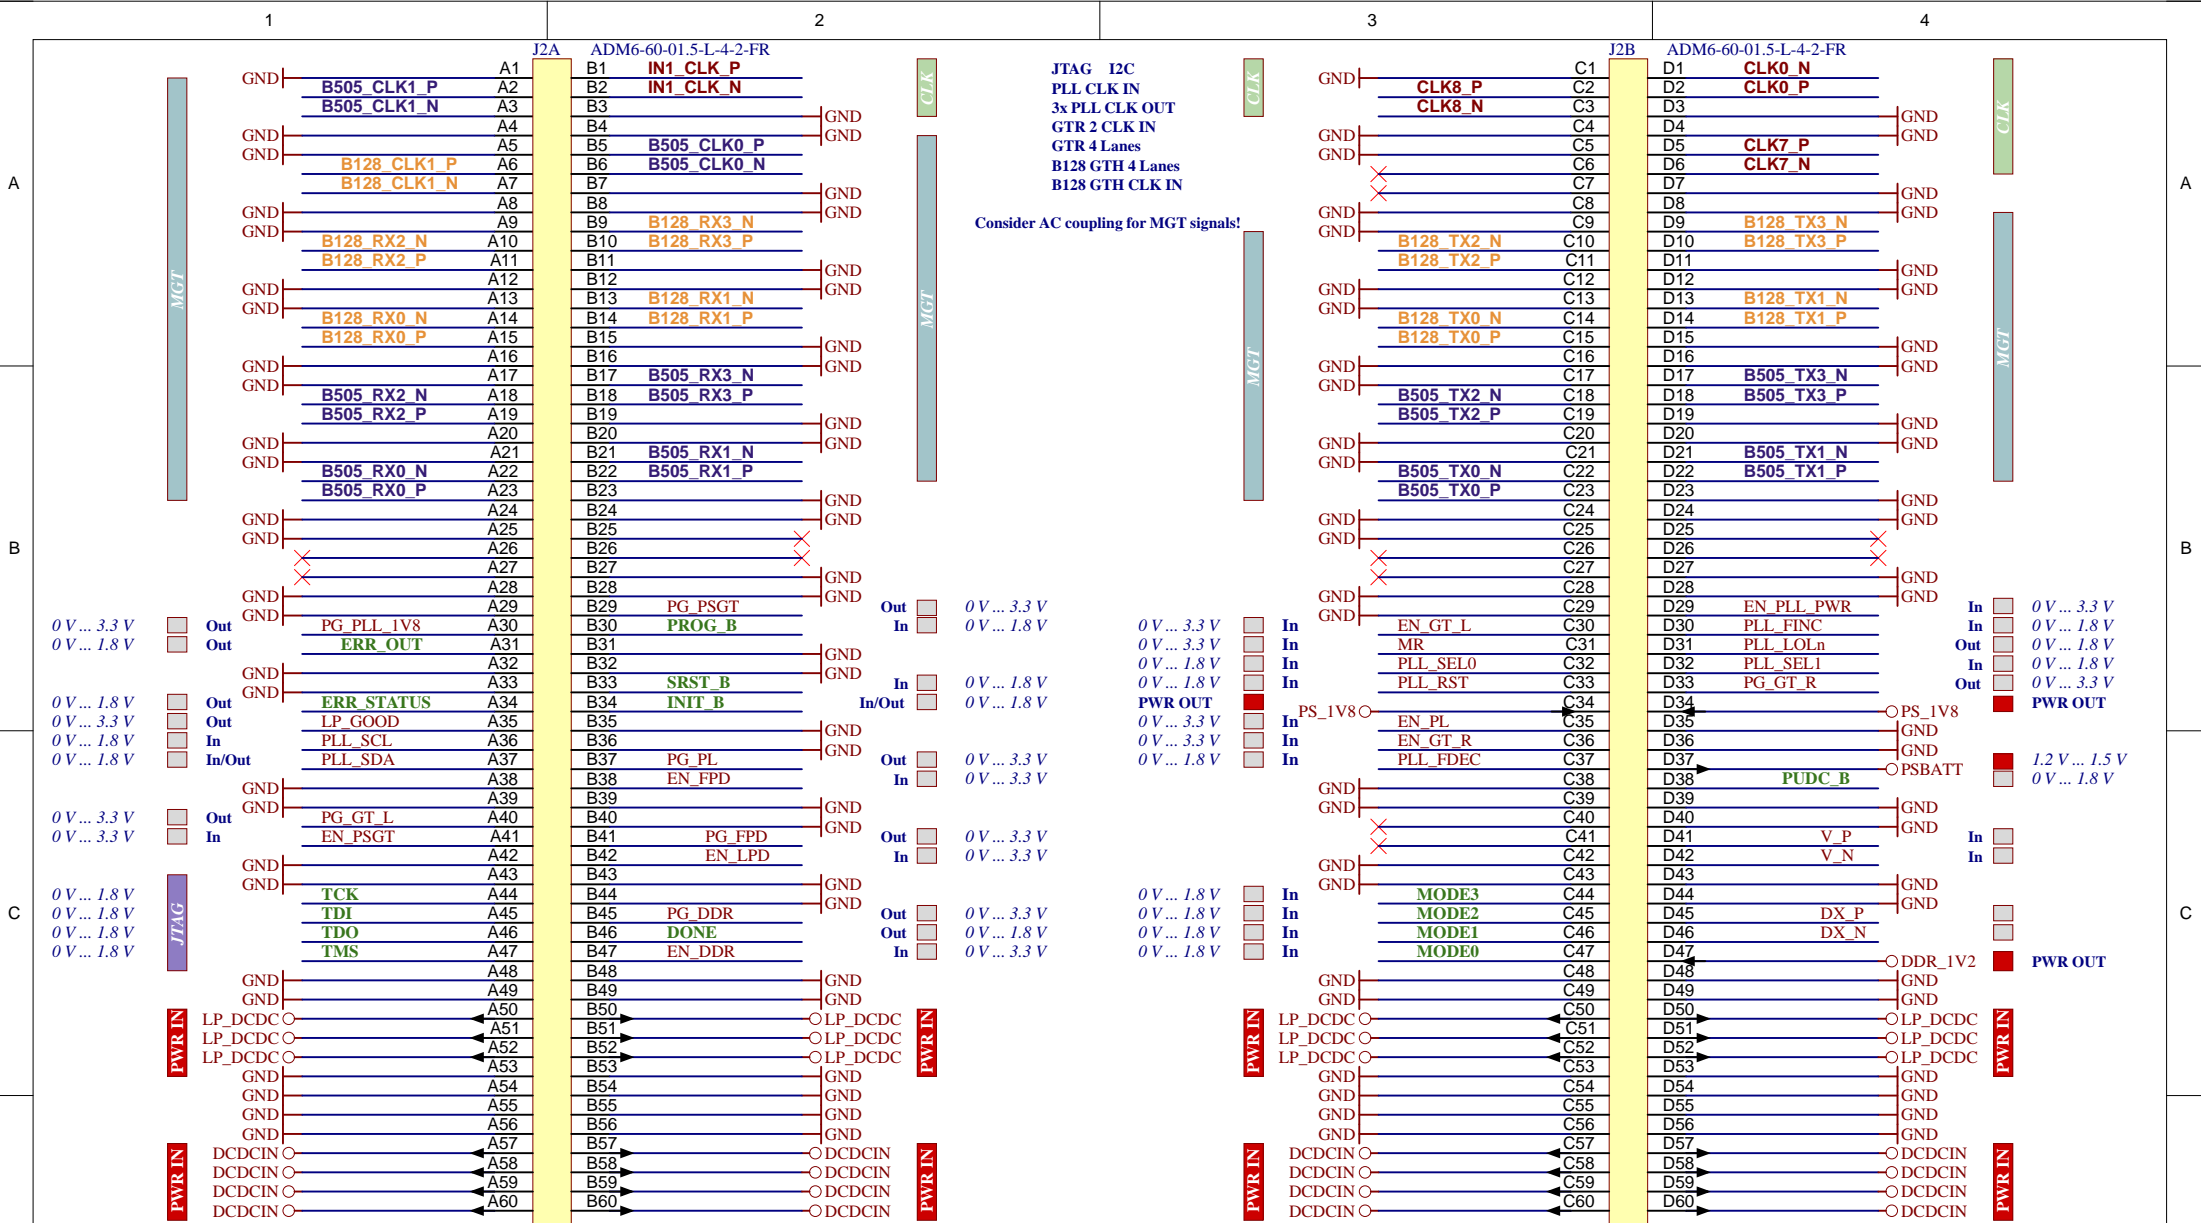 1 2 3 4
J2A ADM6-60-01.5-L-4-2-FR J2B ADM6-60-01.5-L-4-2-FR
GND A1 B1 IN1_CLK_P JTAG I2C GND C1 D1 CLK0_N
B505_CLK1_P A2 B2 IN1_CLK_N CLK PLL CLK IN CLK CLK8_P C2 D2 CLK0_P
B505_CLK1_N A3 B3 GND 3x PLL CLK OUT CLK8_N C3 D3 GND CLK
GND A4 B4 GND GTR 2 CLK IN GND C4 D4 GND
GND A5 B5 B505_CLK0_P GTR 4 Lanes GND C5 D5 CLK7_P
B128_CLK1_P A6 B6 B505_CLK0_N B128 GTH 4 Lanes C6 D6 CLK7_N
A B128_CLK1_N A7 B7 GND B128 GTH CLK IN C7 D7 GND A
GND A8 B8 GND GND C8 D8 GND
GND A9 B9 B128_RX3_N Consider AC coupling for MGT signals! GND C9 D9 B128_TX3_N
B128_RX2_N A10 B10 B128_RX3_P B128_TX2_N C10 D10 B128_TX3_P
B128_RX2_P A11 B11 GND B128_TX2_P C11 D11 GND
MGT GND A12 B12 GND MGT GND C12 D12 GND
GND A13 B13 B128_RX1_N GND C13 D13 B128_TX1_N
B128_RX0_N A14 B14 B128_RX1_P B128_TX0_N C14 D14 B128_TX1_P
B128_RX0_P A15 B15 GND B128_TX0_P C15 D15 GND MGT
GND A16 B16 GND MGT GND C16 D16 GND
GND A17 B17 B505_RX3_N GND C17 D17 B505_TX3_N
B505_RX2_N A18 B18 B505_RX3_P B505_TX2_N C18 D18 B505_TX3_P
B505_RX2_P A19 B19 GND B505_TX2_P C19 D19 GND
GND A20 B20 GND GND C20 D20 GND
GND A21 B21 B505_RX1_N GND C21 D21 B505_TX1_N
B505_RX0_N A22 B22 B505_RX1_P B505_TX0_N C22 D22 B505_TX1_P
B505_RX0_P A23 B23 GND B505_TX0_P C23 D23 GND
GND A24 B24 GND GND C24 D24 GND
GND A25 B25 GND C25 D25
B A26 B26 C26 D26 B
A27 B27 GND C27 D27 GND
GND A28 B28 GND GND C28 D28 GND
GND A29 B29 PG_PSGT Out 0 V ... 3.3 V GND C29 D29 EN_PLL_PWR In 0 V ... 3.3 V
0 V ... 3.3 V Out PG_PLL_1V8 A30 B30 PROG_B In 0 V ... 1.8 V 0 V ... 3.3 V In EN_GT_L C30 D30 PLL_FINC In 0 V ... 1.8 V
0 V ... 1.8 V Out ERR_OUT A31 B31 GND 0 V ... 3.3 V In MR C31 D31 PLL_LOLn Out 0 V ... 1.8 V
GND A32 B32 GND 0 V ... 1.8 V In PLL_SEL0 C32 D32 PLL_SEL1 In 0 V ... 1.8 V
GND A33 B33 SRST_B In 0 V ... 1.8 V 0 V ... 1.8 V In PLL_RST C33 D33 PG_GT_R Out 0 V ... 3.3 V
0 V ... 1.8 V Out ERR_STATUS A34 B34 INIT_B In/Out 0 V ... 1.8 V PWR OUT PS_1V8 C34 D34 PS_1V8 PWR OUT
0 V ... 3.3 V Out LP_GOOD A35 B35 GND 0 V ... 3.3 V In EN_PL C35 D35 GND
0 V ... 1.8 V In PLL_SCL A36 B36 GND 0 V ... 3.3 V In EN_GT_R C36 D36 GND
0 V ... 1.8 V In/Out PLL_SDA A37 B37 PG_PL Out 0 V ... 3.3 V 0 V ... 1.8 V In PLL_FDEC C37 D37 PSBATT 1.2 V ... 1.5 V
GND A38 B38 EN_FPD In 0 V ... 3.3 V GND C38 D38 PUDC_B 0 V ... 1.8 V
GND A39 B39 GND GND C39 D39 GND
0 V ... 3.3 V Out PG_GT_L A40 B40 GND C40 D40 GND
0 V ... 3.3 V In EN_PSGT A41 B41 PG_FPD Out 0 V ... 3.3 V C41 D41 V_P In
GND A42 B42 EN_LPD In 0 V ... 3.3 V GND C42 D42 V_N In
GND A43 B43 GND GND C43 D43 GND
0 V ... 1.8 V TCK A44 B44 GND 0 V ... 1.8 V In MODE3 C44 D44 GND
C 0 V ... 1.8 V JTAG TDI A45 B45 PG_DDR Out 0 V ... 3.3 V 0 V ... 1.8 V In MODE2 C45 D45 DX_P C
0 V ... 1.8 V TDO A46 B46 DONE Out 0 V ... 1.8 V 0 V ... 1.8 V In MODE1 C46 D46 DX_N
0 V ... 1.8 V TMS A47 B47 EN_DDR In 0 V ... 3.3 V 0 V ... 1.8 V In MODE0 C47 D47 DDR_1V2 PWR OUT
GND A48 B48 GND GND C48 D48 GND
GND A49 B49 GND GND C49 D49 GND
LP_DCDC A50 B50 LP_DCDC LP_DCDC C50 D50 LP_DCDC
PWR IN LP_DCDC A51 B51 LP_DCDC PWR IN PWR IN LP_DCDC C51 D51 LP_DCDC PWR IN
LP_DCDC A52 B52 LP_DCDC LP_DCDC C52 D52 LP_DCDC
GND A53 B53 GND GND C53 D53 GND
GND A54 B54 GND GND C54 D54 GND
GND A55 B55 GND GND C55 D55 GND
GND A56 B56 GND GND C56 D56 GND
DCDCIN A57 B57 DCDCIN DCDCIN C57 D57 DCDCIN
PWR IN DCDCIN A58 B58 DCDCIN PWR IN PWR IN DCDCIN C58 D58 DCDCIN PWR IN
DCDCIN A59 B59 DCDCIN DCDCIN C59 D59 DCDCIN
DCDCIN A60 B60 DCDCIN DCDCIN C60 D60 DCDCIN